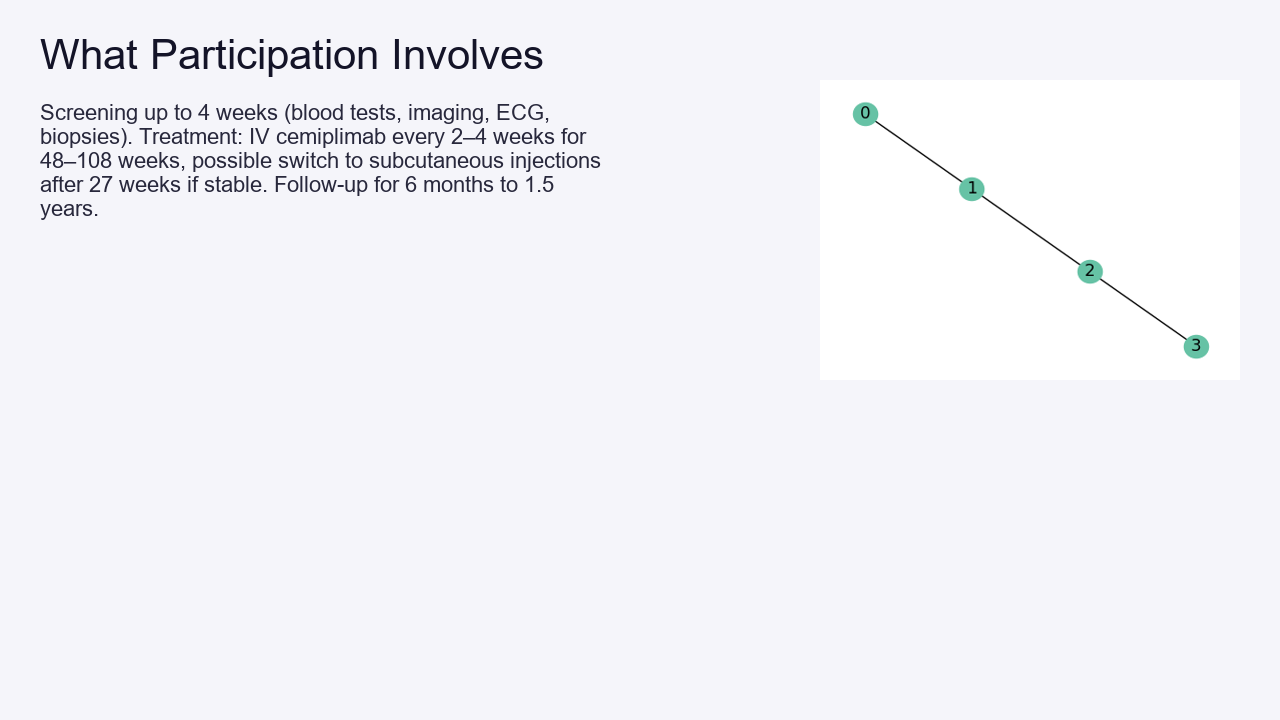 What Participation Involves
Screening up to 4 weeks (blood tests, imaging, ECG,
biopsies). Treatment: IV cemiplimab every 2–4 weeks for
48–108 weeks, possible switch to subcutaneous injections
after 27 weeks if stable. Follow-up for 6 months to 1.5
years.
0
1
2
3